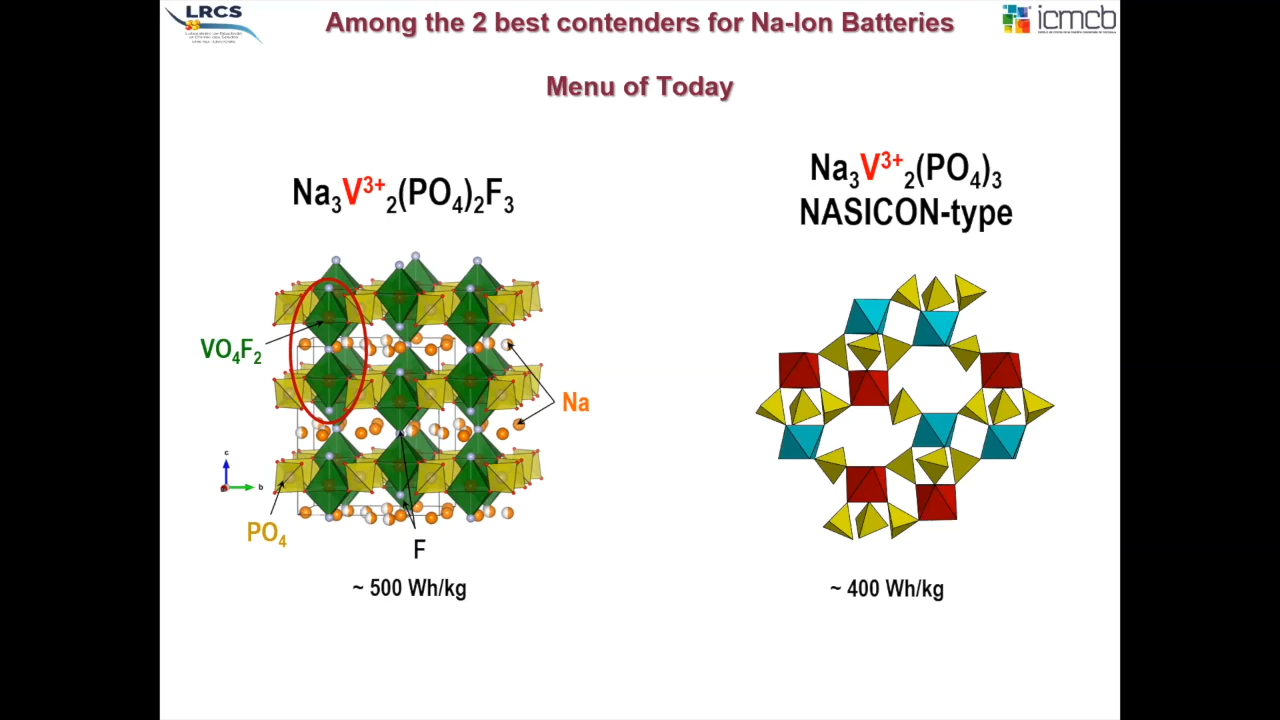 LRCS
Among the 2 best contenders for Na-Ion Batteries
icmcb
Menu of Today
Na₃V³⁺₂(PO₄)₂F₃
Na₃V³⁺₂(PO₄)₃
NASICON-type
VO₄F₂
Na
c
b
PO₄
F
~ 500 Wh/kg
~ 400 Wh/kg